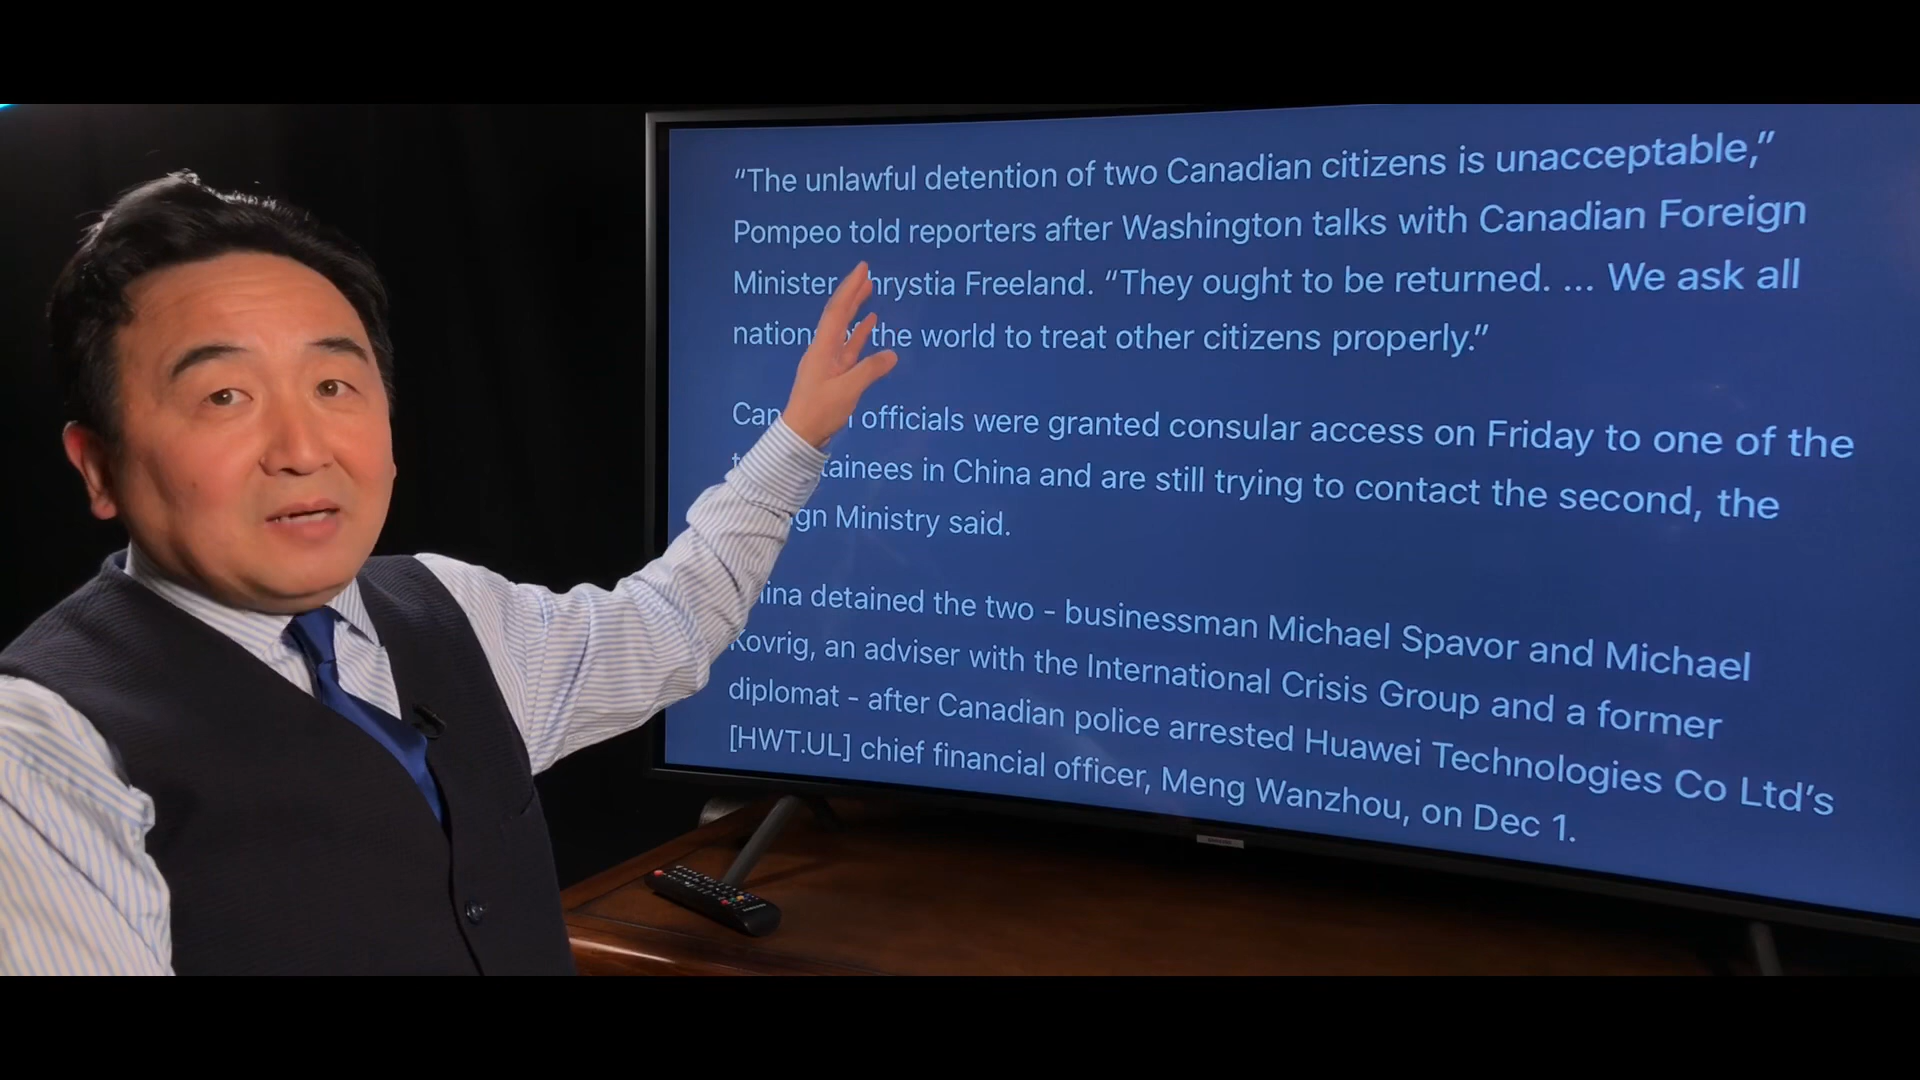 “The unlawful detention of two Canadian citizens is unacceptable,”
Pompeo told reporters after Washington talks with Canadian Foreign
Minister hrystia Freeland. “They ought to be returned. ... We ask all
nation the world to treat other citizens properly.”
officials were granted consular access on Friday to one of the
tainees in China and are still trying to contact the second, the
gn Ministry said.
ina detained the two - businessman Michael Spavor and Michael
Kovrig, an adviser with the International Crisis Group and a former
diplomat - after Canadian police arrested Huawei Technologies Co Ltd’s
[HWT.UL] chief financial officer, Meng Wanzhou, on Dec 1.